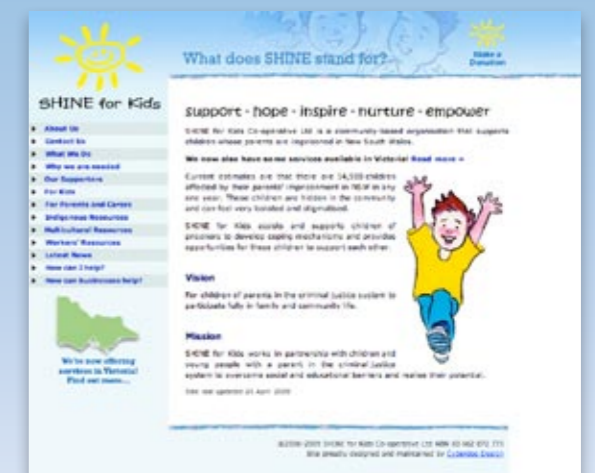 What does SHINE stand for?
Make a
Donation
SHINE for Kids
About Us
Contact Us
What We Do
Why we are needed
Our Supporters
For Kids
For Parents and Carers
Indigenous Resources
Multicultural Resources
Workers' Resources
Latest News
How can I help?
How can businesses help?
We're now offering
services in Victoria!
Find out more...
support - hope - inspire - nurture - empower
SHINE for Kids Co-operative Ltd is a community-based organisation that supports
children whose parents are imprisoned in New South Wales.
We now also have some services available in Victoria! Read more »
Current estimates are that there are 14,500 children
affected by their parents' imprisonment in NSW in any
one year. These children are hidden in the community
and can feel very isolated and stigmatised.
SHINE for Kids assists and supports children of
prisoners to develop coping mechanisms and provides
opportunities for these children to support each other.
Vision
For children of parents in the criminal justice system to
participate fully in family and community life.
Mission
SHINE for Kids works in partnership with children and
young people with a parent in the criminal justice
system to overcome social and educational barriers and realise their potential.
Site last updated 21 April 2009
SHINE for Kids Co-operative Ltd ABN
Site proudly designed and maintained by